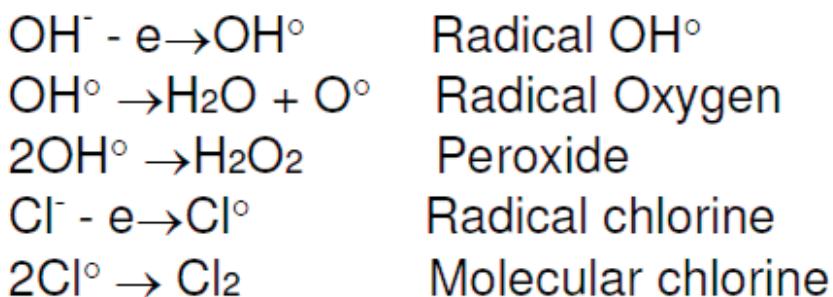 OH⁻ - e→OH° Radical OH°
OH° →H₂O + O° Radical Oxygen
2OH° →H₂O₂ Peroxide
Cl⁻ - e→Cl° Radical chlorine
2Cl° → Cl₂ Molecular chlorine